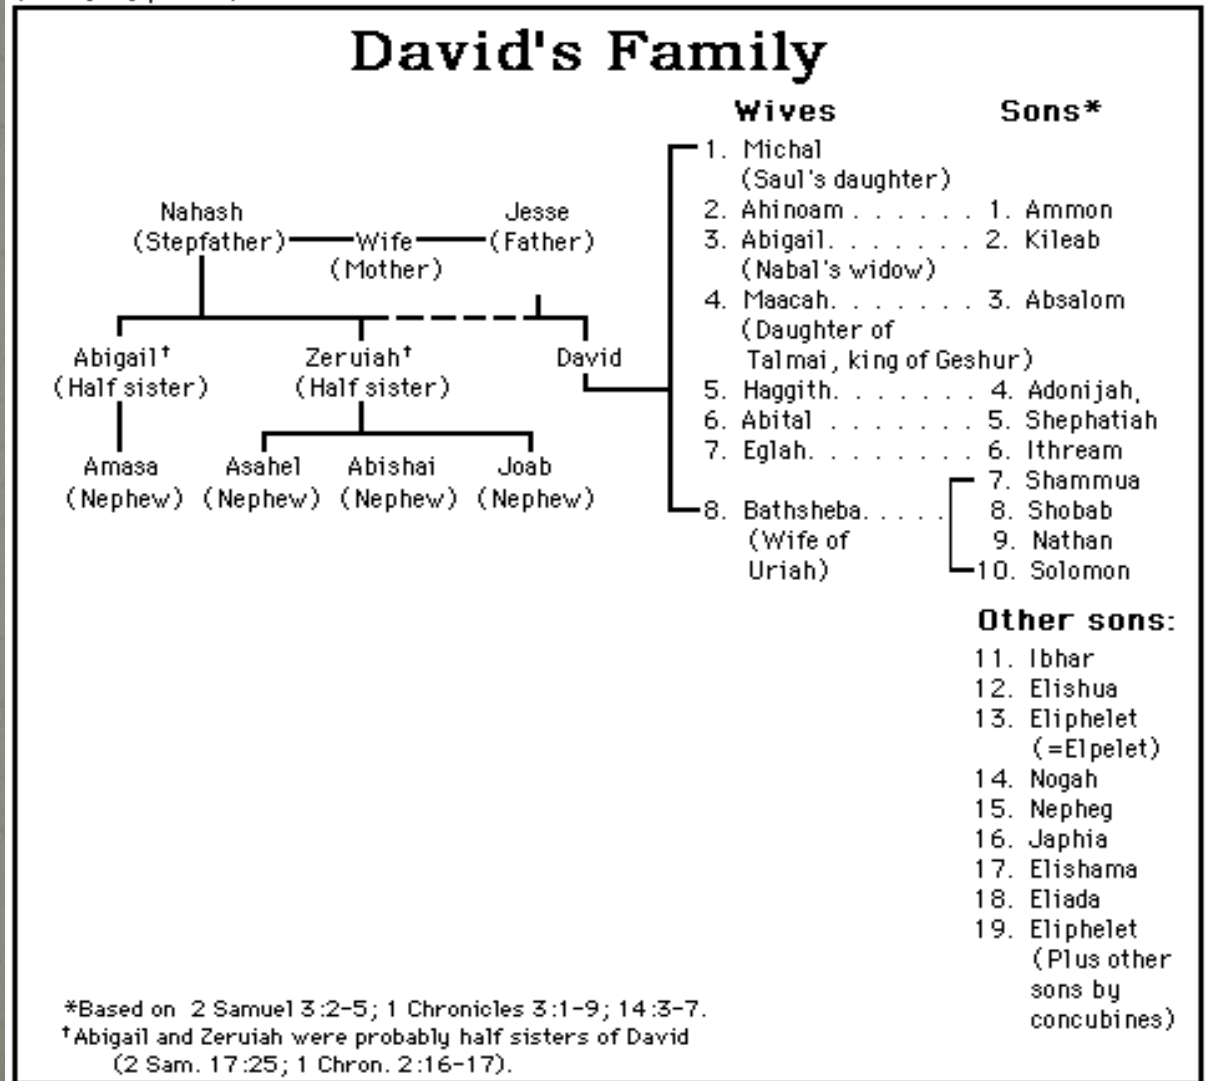 David's Family
Wives Sons*
1. Michal
(Saul's daughter)
Nahash Jesse
2. Ahinoam . . . . . . 1. Ammon
(Stepfather) Wife (Father)
3. Abigail. . . . . . . 2. Kileab
(Mother)
(Nabal's widow)
4. Maacah. . . . . . . 3. Absalom
(Daughter of
Talmai, king of Geshur)
Abigail† Zeruiah† David
(Half sister) (Half sister)
5. Haggith. . . . . . . 4. Adonijah,
6. Abital . . . . . . . 5. Shephatiah
7. Eglah. . . . . . . . 6. Ithream
Amasa Asahel Abishai Joab
(Nephew) (Nephew) (Nephew) (Nephew)
7. Shammua
8. Bathsheba. . . . . 8. Shobab
(Wife of 9. Nathan
Uriah) 10. Solomon
Other sons:
11. Ibhar
12. Elishua
13. Eliphelet
(=Elpelet)
14. Nogah
15. Nepheg
16. Japhia
17. Elishama
18. Eliada
19. Eliphelet
(Plus other
sons by
concubines)
*Based on 2 Samuel 3:2-5; 1 Chronicles 3:1-9; 14:3-7.
†Abigail and Zeruiah were probably half sisters of David
(2 Sam. 17:25; 1 Chron. 2:16-17).